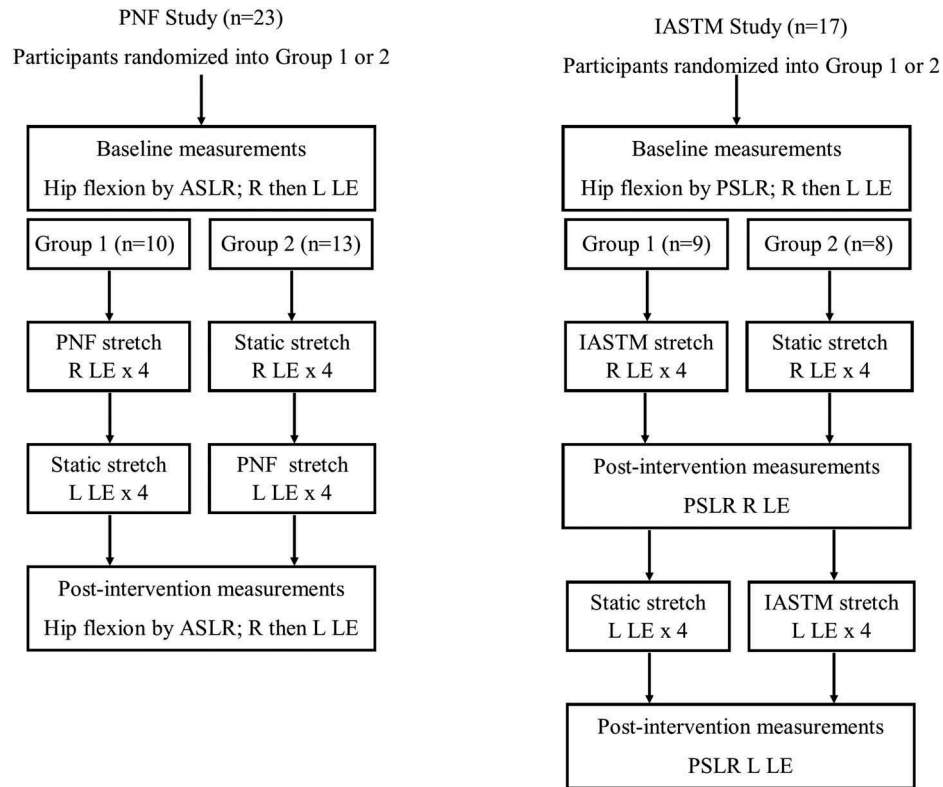 PNF Study (n=23)
Participants randomized into Group 1 or 2
Baseline measurements
Hip flexion by ASLR; R then L LE
Group 1 (n=10)
Group 2 (n=13)
PNF stretch
R LE x 4
Static stretch
R LE x 4
Static stretch
L LE x 4
PNF stretch
L LE x 4
Post-intervention measurements
Hip flexion by ASLR; R then L LE
IASTM Study (n=17)
Participants randomized into Group 1 or 2
Baseline measurements
Hip flexion by PSLR; R then L LE
Group 1 (n=9)
Group 2 (n=8)
IASTM stretch
R LE x 4
Static stretch
R LE x 4
Post-intervention measurements
PSLR R LE
Static stretch
L LE x 4
IASTM stretch
L LE x 4
Post-intervention measurements
PSLR L LE